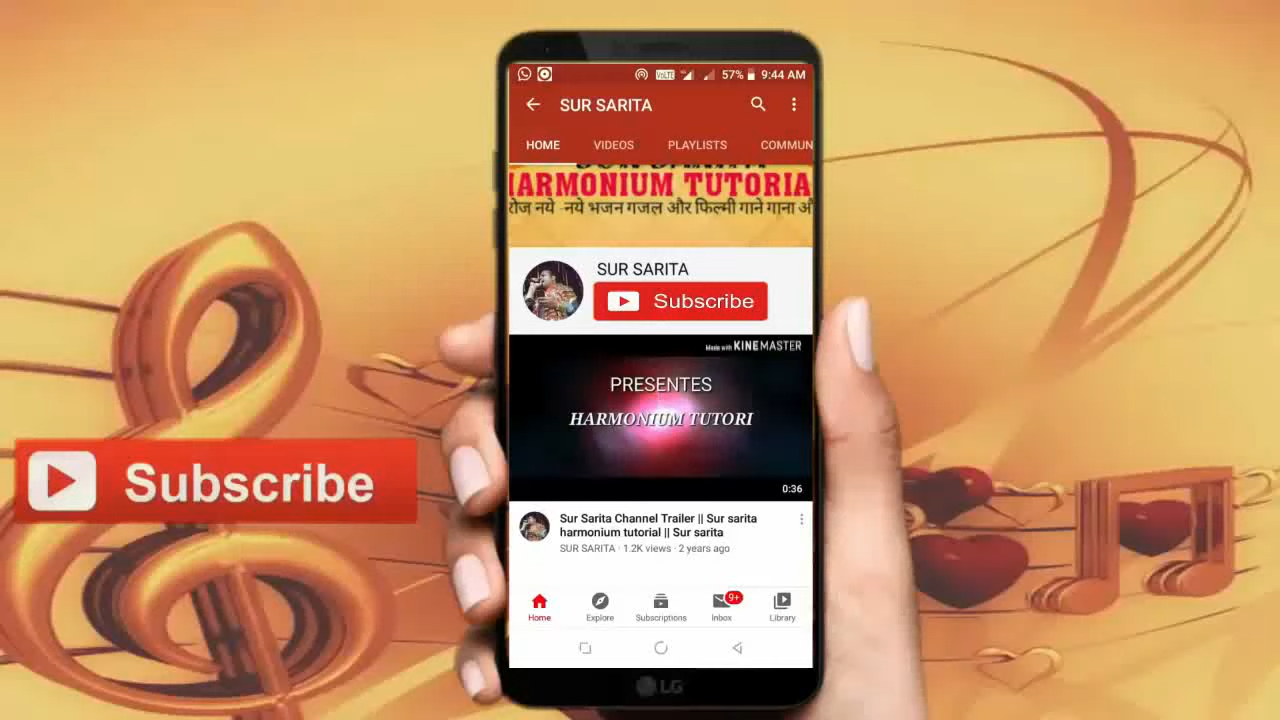 VoLTE 57% 9:44 AM
SUR SARITA
HOME VIDEOS PLAYLISTS COMMUN
HARMONIUM TUTORIA
रोज नये -नये भजन गजल और फिल्मी गाने गाना औ
SUR SARITA
Subscribe
Made with KINEMASTER
PRESENTES
HARMONIUM TUTORI
0:36
Subscribe
Sur Sarita Channel Trailer || Sur sarita
harmonium tutorial || Sur sarita
SUR SARITA · 1.2K views · 2 years ago
9+
Home Explore Subscriptions Inbox Library
LG